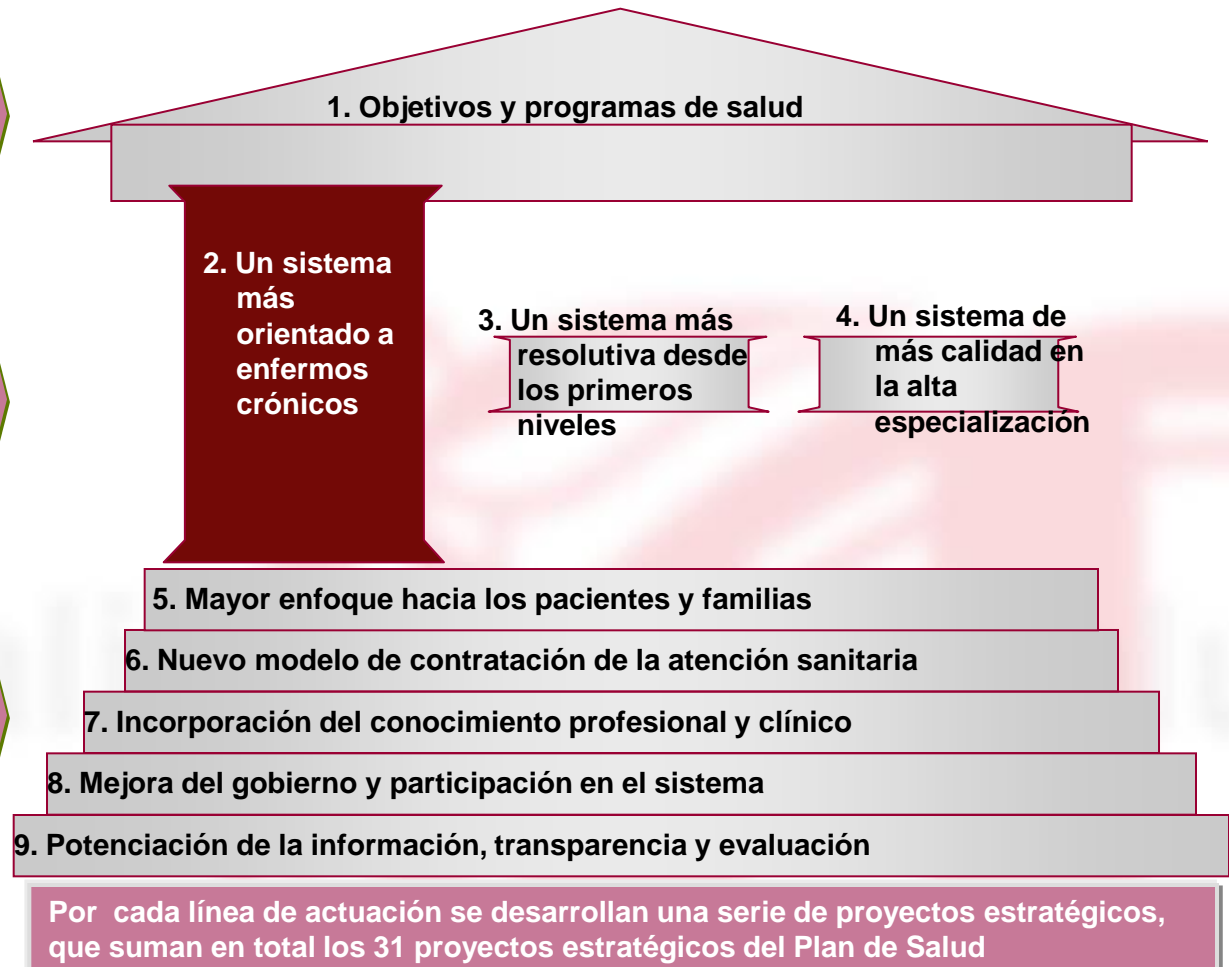 1. Objetivos y programas de salud
2. Un sistema
más
orientado a
enfermos
crónicos
3. Un sistema más
resolutiva desde
los primeros
niveles
4. Un sistema de
más calidad en
la alta
especialización
5. Mayor enfoque hacia los pacientes y familias
6. Nuevo modelo de contratación de la atención sanitaria
7. Incorporación del conocimiento profesional y clínico
8. Mejora del gobierno y participación en el sistema
9. Potenciación de la información, transparencia y evaluación
Por cada línea de actuación se desarrollan una serie de proyectos estratégicos,
que suman en total los 31 proyectos estratégicos del Plan de Salud